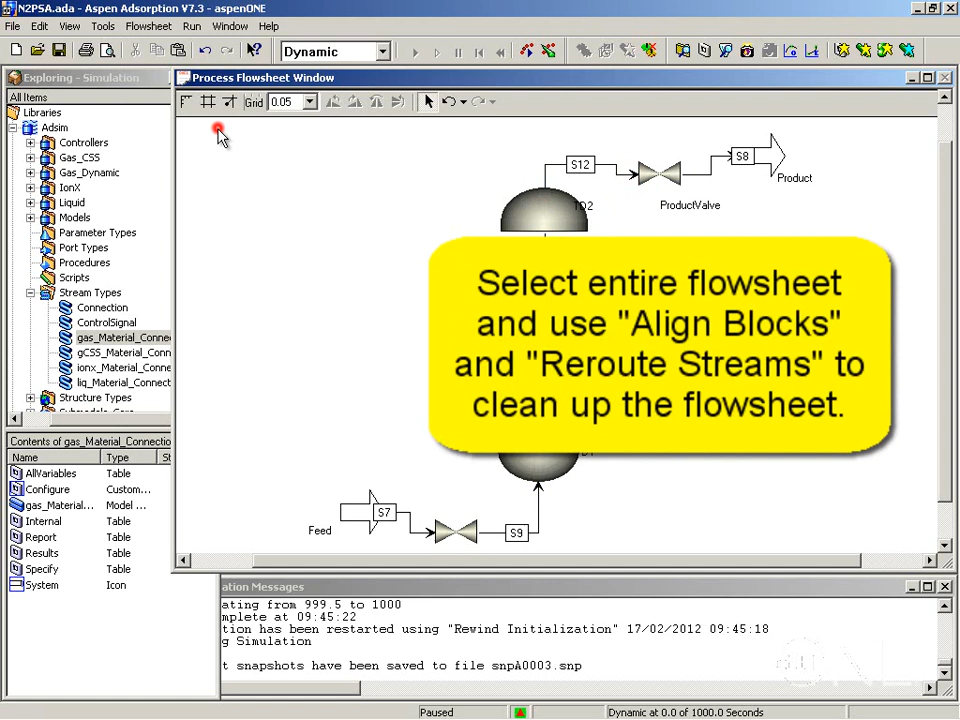 N2PSA.ada - Aspen Adsorption V7.3 - aspenONE
File Edit View Tools Flowsheet Run Window Help
Dynamic
Exploring - Simulation
All Items
Libraries
Adsim
Controllers
Gas_CSS
Gas_Dynamic
IonX
Liquid
Models
Parameter Types
Port Types
Procedures
Scripts
Stream Types
Connection
ControlSignal
gas_Material_Conne
gCSS_Material_Conn
ionx_Material_Connec
liq_Material_Connect
Structure Types
Contents of gas_Material_Connection
Name Type St
AllVariables Table
Configure Custom...
gas_Material... Model ...
Internal Table
Report Table
Results Table
Specify Table
System Icon
Process Flowsheet Window
Grid 0.05
S12
S8
Product
ProductValve
Select entire flowsheet
and use "Align Blocks"
and "Reroute Streams" to
clean up the flowsheet.
S7
Feed
S9
ation Messages
ating from 999.5 to 1000
mplete at 09:45:22
tion has been restarted using "Rewind Initialization" 17/02/2012 09:45:18
g Simulation
t snapshots have been saved to file snpA0003.snp
Paused
Dynamic at 0.0 of 1000.0 Seconds